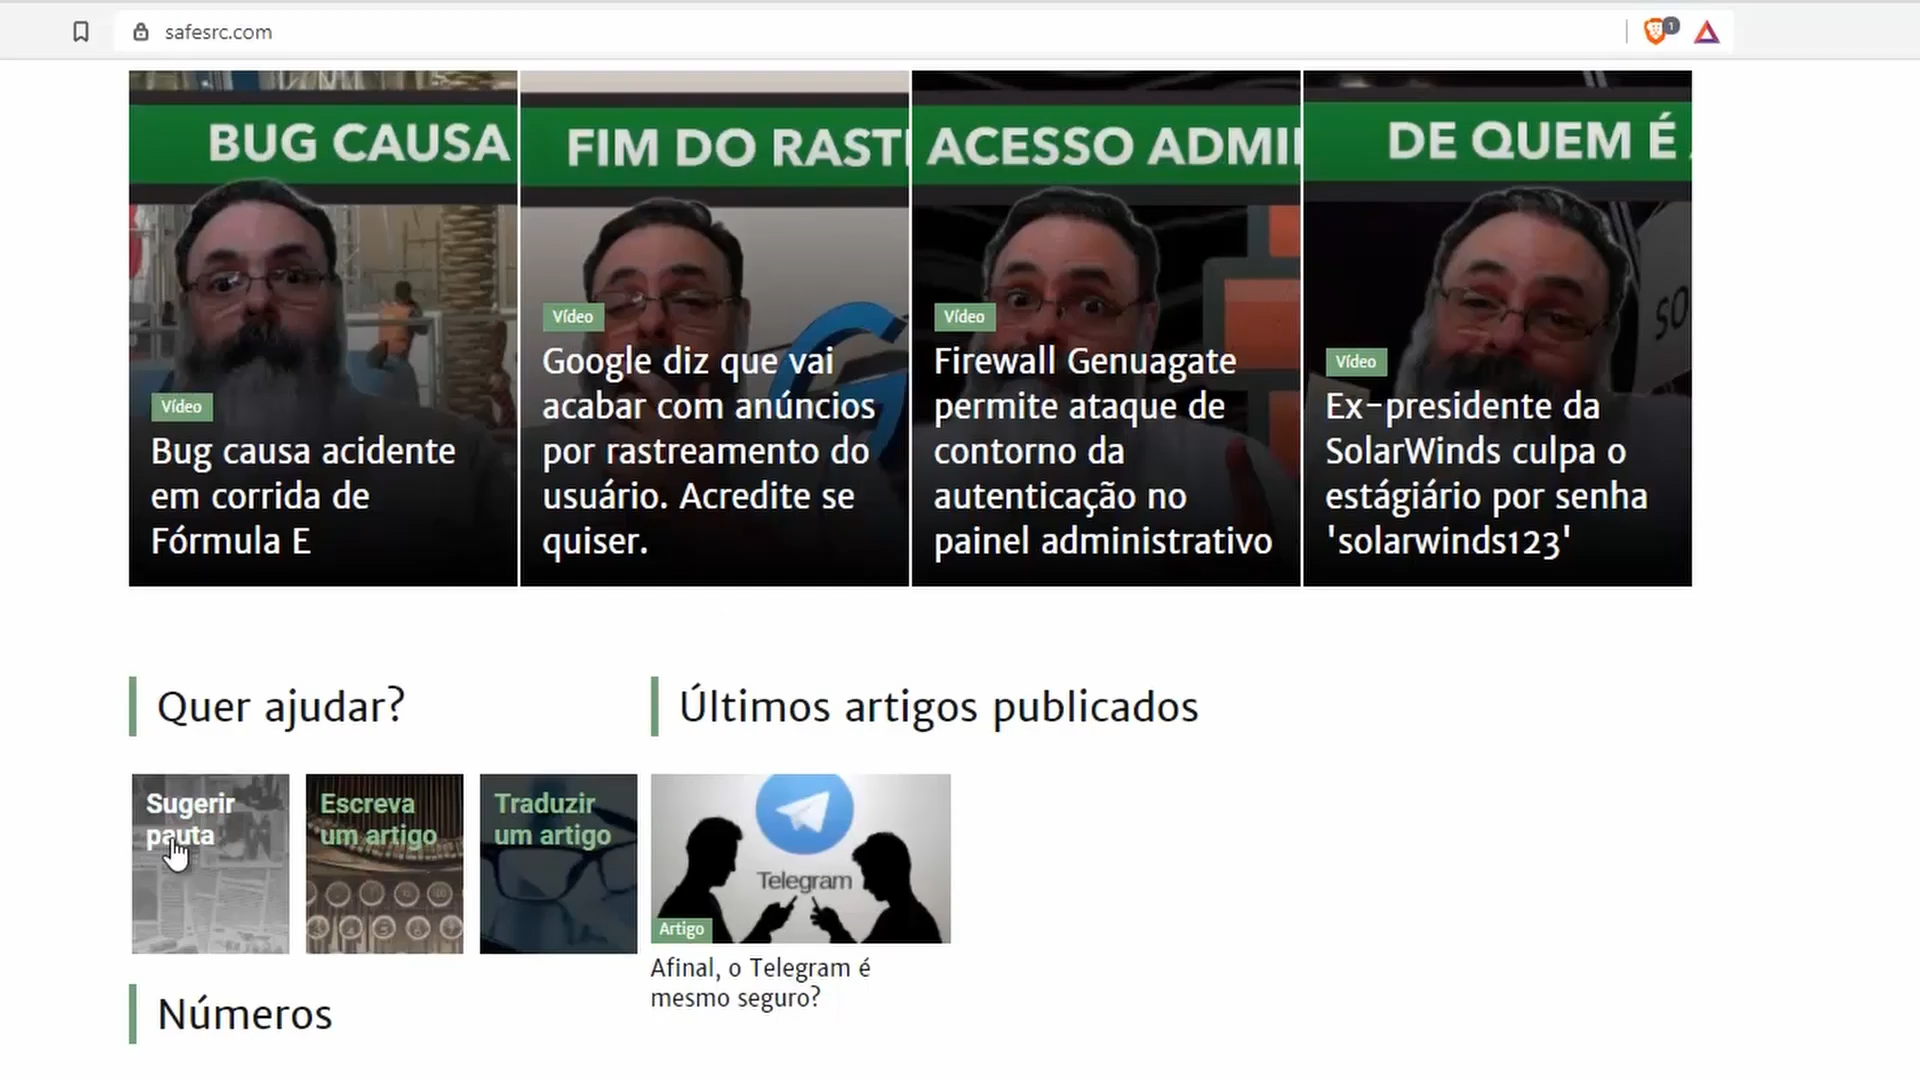 safesrc.com
1
BUG CAUSA
FIM DO RAST
ACESSO ADMI
DE QUEM É
SO
Vídeo
Bug causa acidente
em corrida de
Fórmula E
Vídeo
Google diz que vai
acabar com anúncios
por rastreamento do
usuário. Acredite se
quiser.
Vídeo
Firewall Genuagate
permite ataque de
contorno da
autenticação no
painel administrativo
Vídeo
Ex-presidente da
SolarWinds culpa o
estágiário por senha
'solarwinds123'
Quer ajudar?
Sugerir
pauta
Escreva
um artigo
Traduzir
um artigo
Últimos artigos publicados
Telegram
Artigo
Afinal, o Telegram é
mesmo seguro?
Números